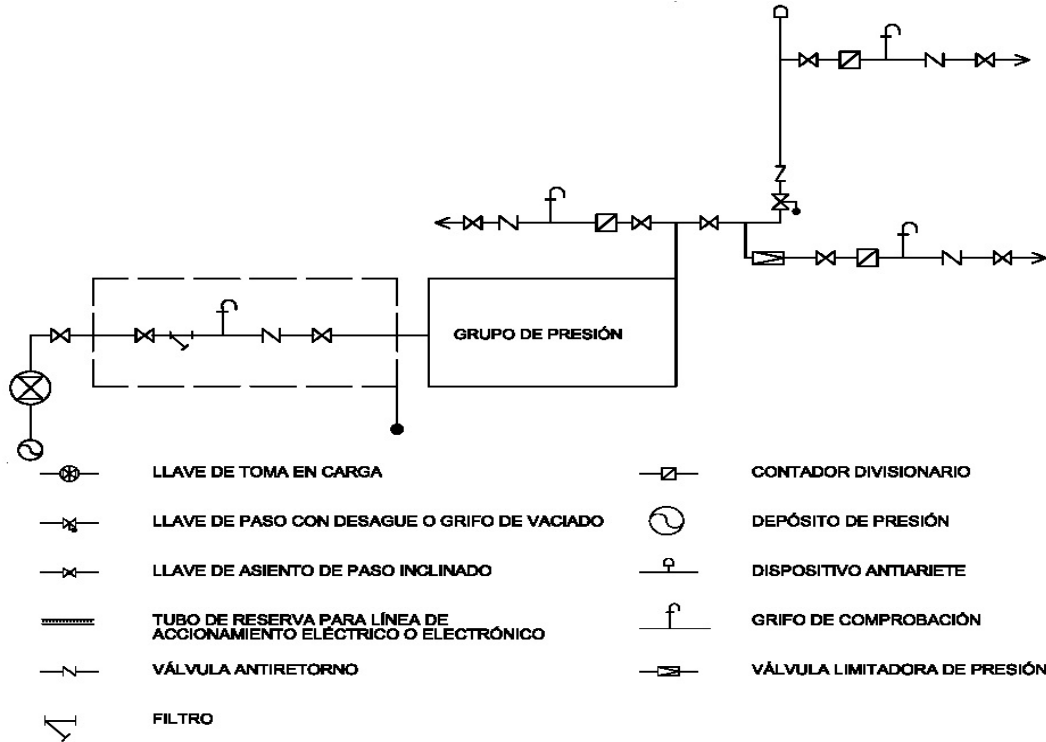 GRUPO DE PRESIÓN
LLAVE DE TOMA EN CARGA
LLAVE DE PASO CON DESAGUE O GRIFO DE VACIADO
LLAVE DE ASIENTO DE PASO INCLINADO
TUBO DE RESERVA PARA LÍNEA DE
ACCIONAMIENTO ELÉCTRICO O ELECTRÓNICO
VÁLVULA ANTIRETORNO
FILTRO
CONTADOR DIVISIONARIO
DEPÓSITO DE PRESIÓN
DISPOSITIVO ANTIARIETE
GRIFO DE COMPROBACIÓN
VÁLVULA LIMITADORA DE PRESIÓN